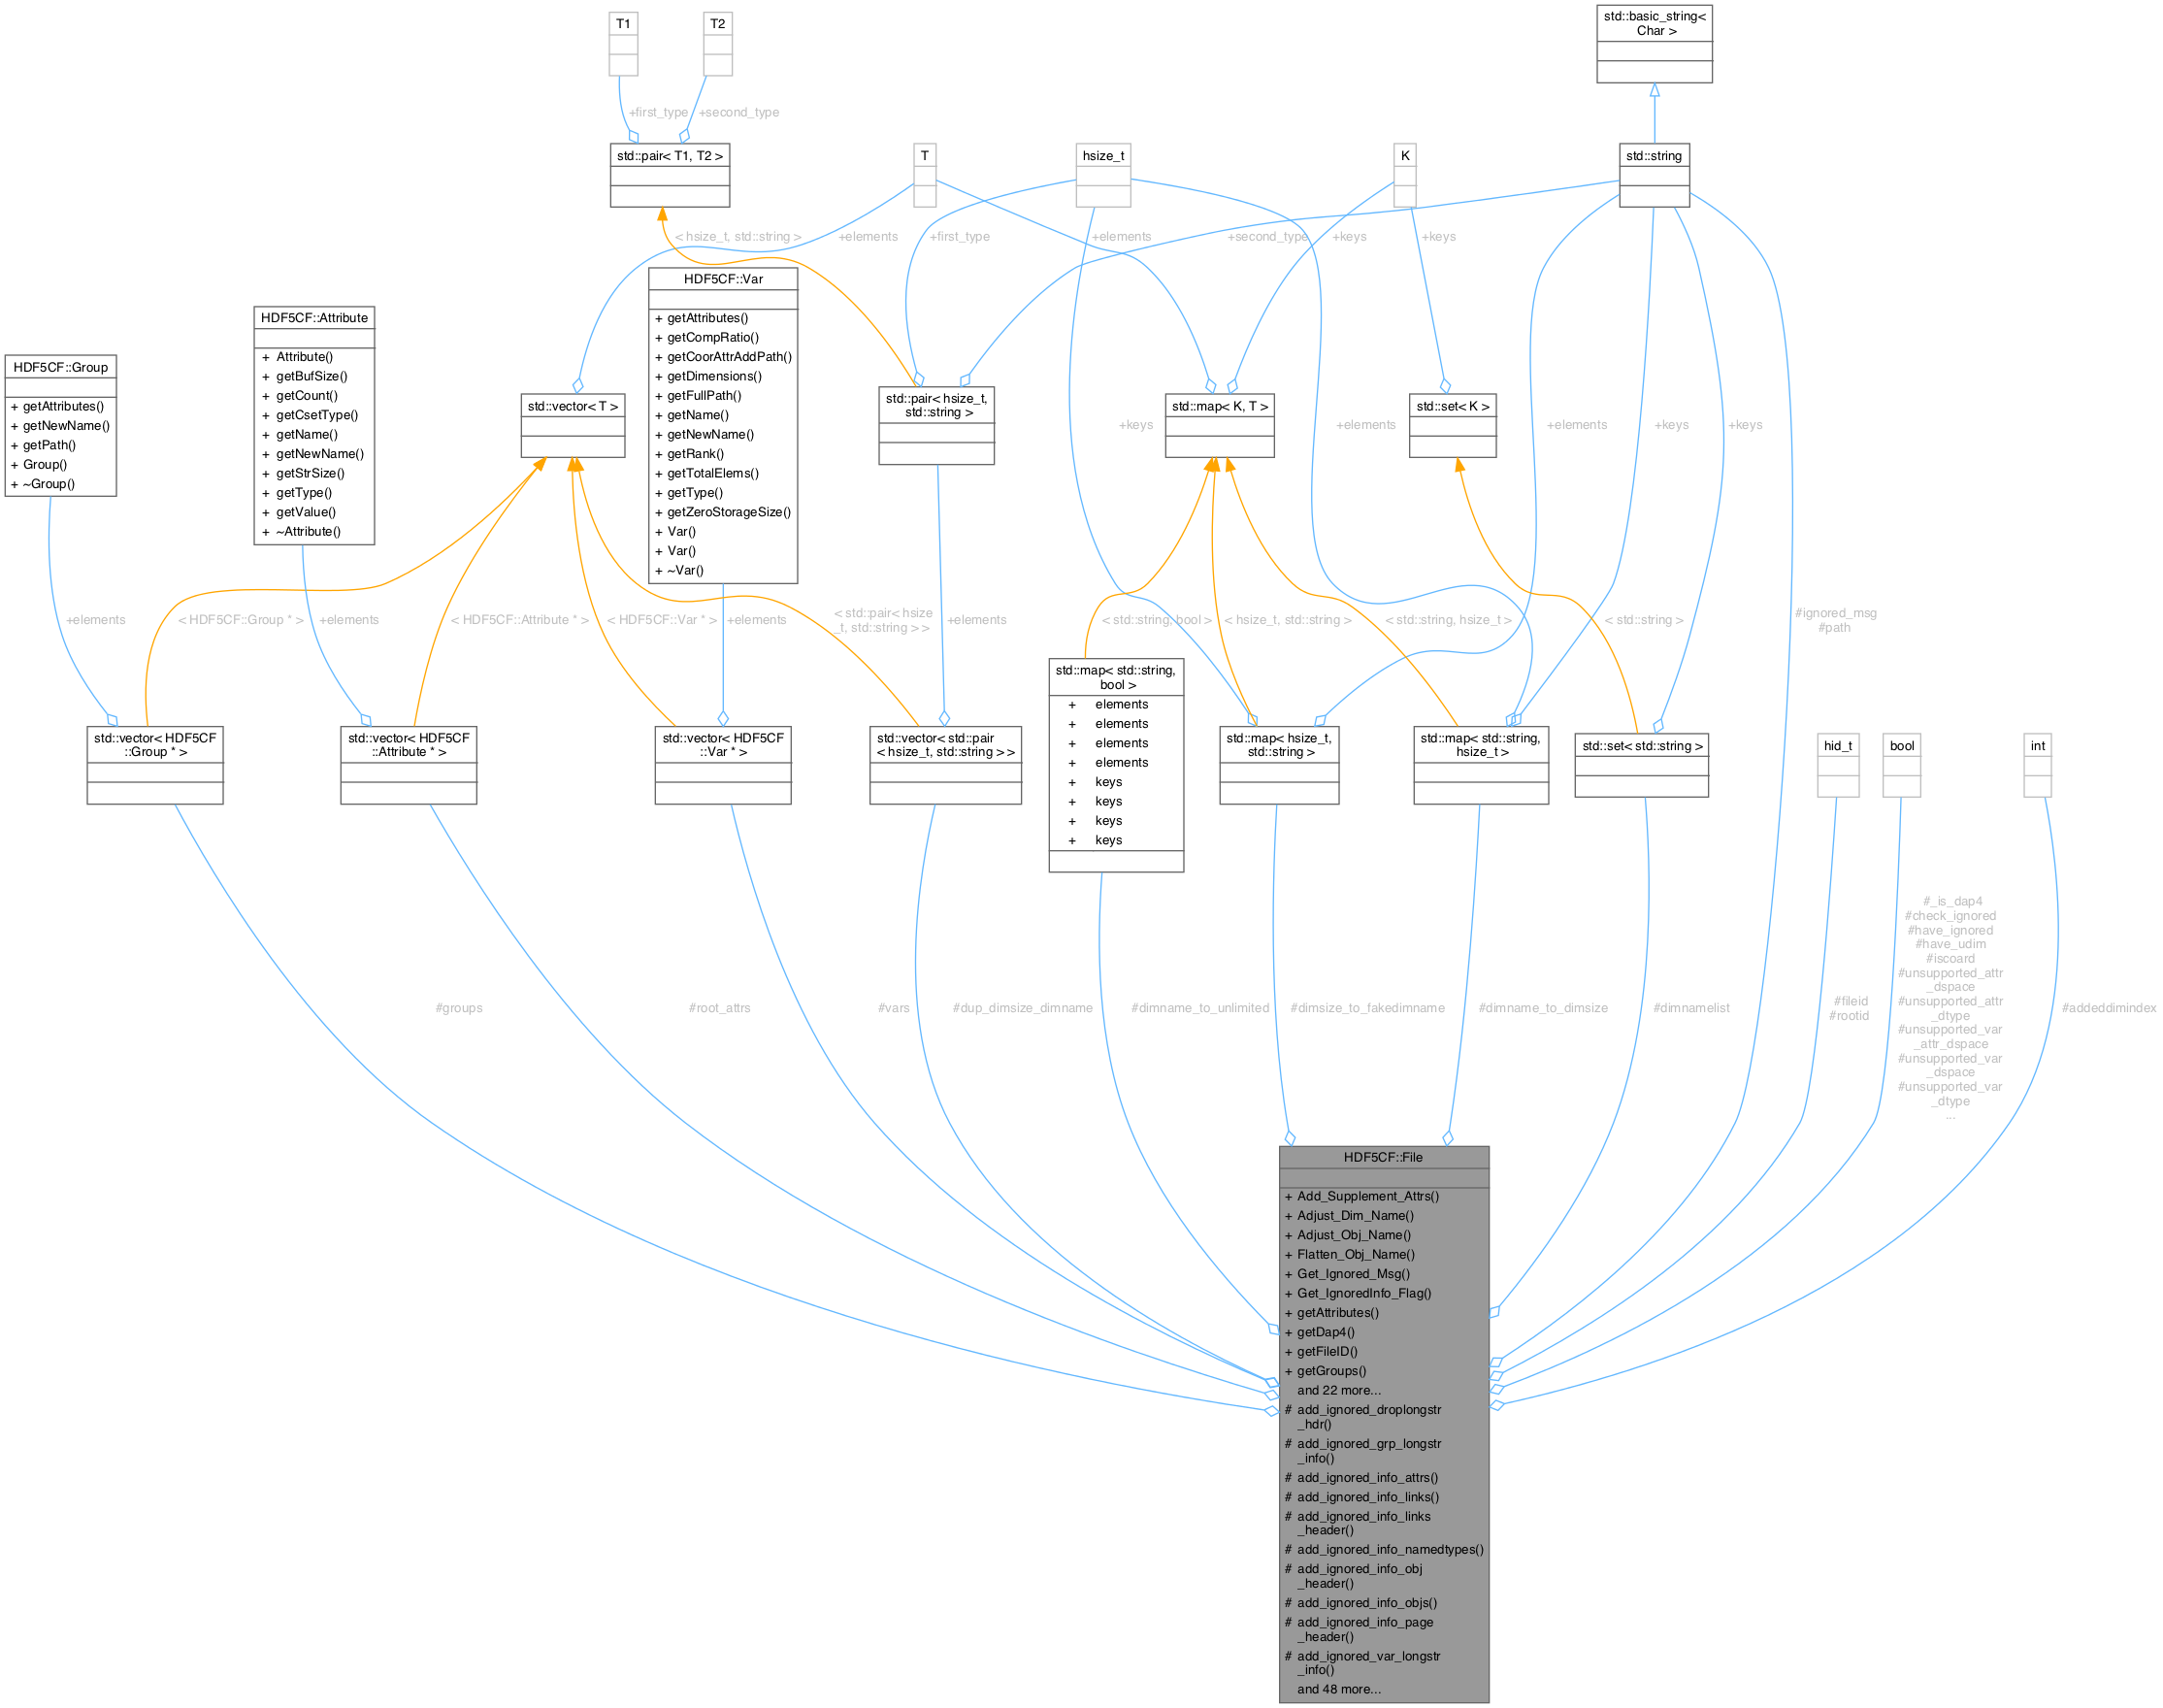 T1
T2
std::basic_string<
Char >
+first_type
+second_type
std::pair< T1, T2 >
T
hsize_t
K
std::string
< hsize_t, std::string >
+elements
+first_type
+elements
+second_type
+keys
+keys
HDF5CF::Group
+ getAttributes()
+ getNewName()
+ getPath()
+ Group()
+ ~Group()
HDF5CF::Attribute
+ Attribute()
+ getBufSize()
+ getCount()
+ getCsetType()
+ getName()
+ getNewName()
+ getStrSize()
+ getType()
+ getValue()
+ ~Attribute()
std::vector< T >
HDF5CF::Var
+ getAttributes()
+ getCompRatio()
+ getCoorAttrAddPath()
+ getDimensions()
+ getFullPath()
+ getName()
+ getNewName()
+ getRank()
+ getTotalElems()
+ getType()
+ getZeroStorageSize()
+ Var()
+ Var()
+ ~Var()
std::pair< hsize_t,
std::string >
+keys
std::map< K, T >
+elements
std::set< K >
+elements
+keys
+keys
+elements
< HDF5CF::Group * >
+elements
< HDF5CF::Attribute * >
< HDF5CF::Var * >
+elements
< std::pair< hsize
_t, std::string > >
+elements
< std::string, bool >
< hsize_t, std::string >
< std::string, hsize_t >
< std::string >
#ignored_msg
#path
std::vector< HDF5CF
::Group * >
std::vector< HDF5CF
::Attribute * >
std::vector< HDF5CF
::Var * >
std::vector< std::pair
< hsize_t, std::string > >
std::map< std::string,
bool >
+ elements
+ elements
+ elements
+ elements
+ keys
+ keys
+ keys
+ keys
std::map< hsize_t,
std::string >
std::map< std::string,
hsize_t >
std::set< std::string >
hid_t
bool
int
#groups
#root_attrs
#vars
#dup_dimsize_dimname
#dimname_to_unlimited
#dimsize_to_fakedimname
#dimname_to_dimsize
#dimnamelist
#fileid
#rootid
#_is_dap4
#check_ignored
#have_ignored
#have_udim
#iscoard
#unsupported_attr
_dspace
#unsupported_attr
_dtype
#unsupported_var
_attr_dspace
#unsupported_var
_dspace
#unsupported_var
_dtype
...
#addeddimindex
HDF5CF::File
+ Add_Supplement_Attrs()
+ Adjust_Dim_Name()
+ Adjust_Obj_Name()
+ Flatten_Obj_Name()
+ Get_Ignored_Msg()
+ Get_IgnoredInfo_Flag()
+ getAttributes()
+ getDap4()
+ getFileID()
+ getGroups()
and 22 more...
# add_ignored_droplongstr
_hdr()
# add_ignored_grp_longstr
_info()
# add_ignored_info_attrs()
# add_ignored_info_links()
# add_ignored_info_links
_header()
# add_ignored_info_namedtypes()
# add_ignored_info_obj
_header()
# add_ignored_info_objs()
# add_ignored_info_page
_header()
# add_ignored_var_longstr
_info()
and 48 more...